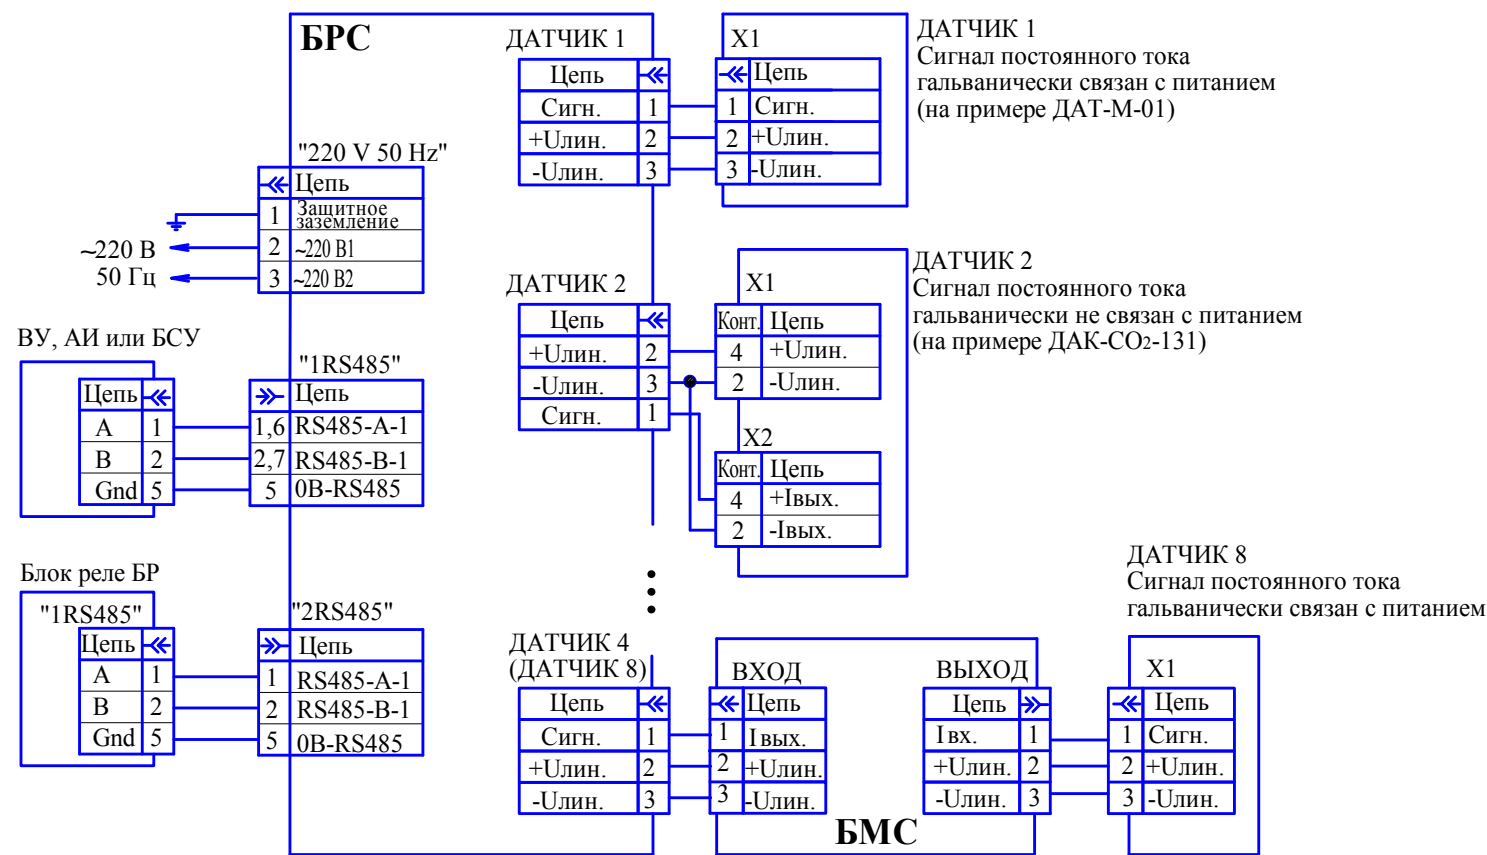 БРС
"220 V 50 Hz"
Цепь
1 Защитное
заземление
2 ~220 В1
3 ~220 В2
~220 В
50 Гц
ВУ, АИ или БСУ
Цепь
A 1
B 2
Gnd 5
"1RS485"
Цепь
1,6 RS485-A-1
2,7 RS485-B-1
5 0В-RS485
Блок реле БР
"1RS485"
Цепь
A 1
B 2
Gnd 5
"2RS485"
Цепь
1 RS485-A-1
2 RS485-B-1
5 0В-RS485
ДАТЧИК 1
Цепь
Сигн. 1
+Uлин. 2
-Uлин. 3
X1
Цепь
1 Сигн.
2 +Uлин.
3 -Uлин.
ДАТЧИК 1
Сигнал постоянного тока
гальванически связан с питанием
(на примере ДАТ-М-01)
ДАТЧИК 2
Цепь
+Uлин. 2
-Uлин. 3
Сигн. 1
X1
Конт. Цепь
4 +Uлин.
2 -Uлин.
X2
Конт. Цепь
4 +Iвых.
2 -Iвых.
ДАТЧИК 2
Сигнал постоянного тока
гальванически не связан с питанием
(на примере ДАК-СО2-131)
ДАТЧИК 4
(ДАТЧИК 8)
Цепь
Сигн. 1
+Uлин. 2
-Uлин. 3
ВХОД
Цепь
1 Iвых.
2 +Uлин.
3 -Uлин.
БМС
ВЫХОД
Цепь
Iвх. 1
+Uлин. 2
-Uлин. 3
ДАТЧИК 8
Сигнал постоянного тока
гальванически связан с питанием
X1
Цепь
1 Сигн.
2 +Uлин.
3 -Uлин.